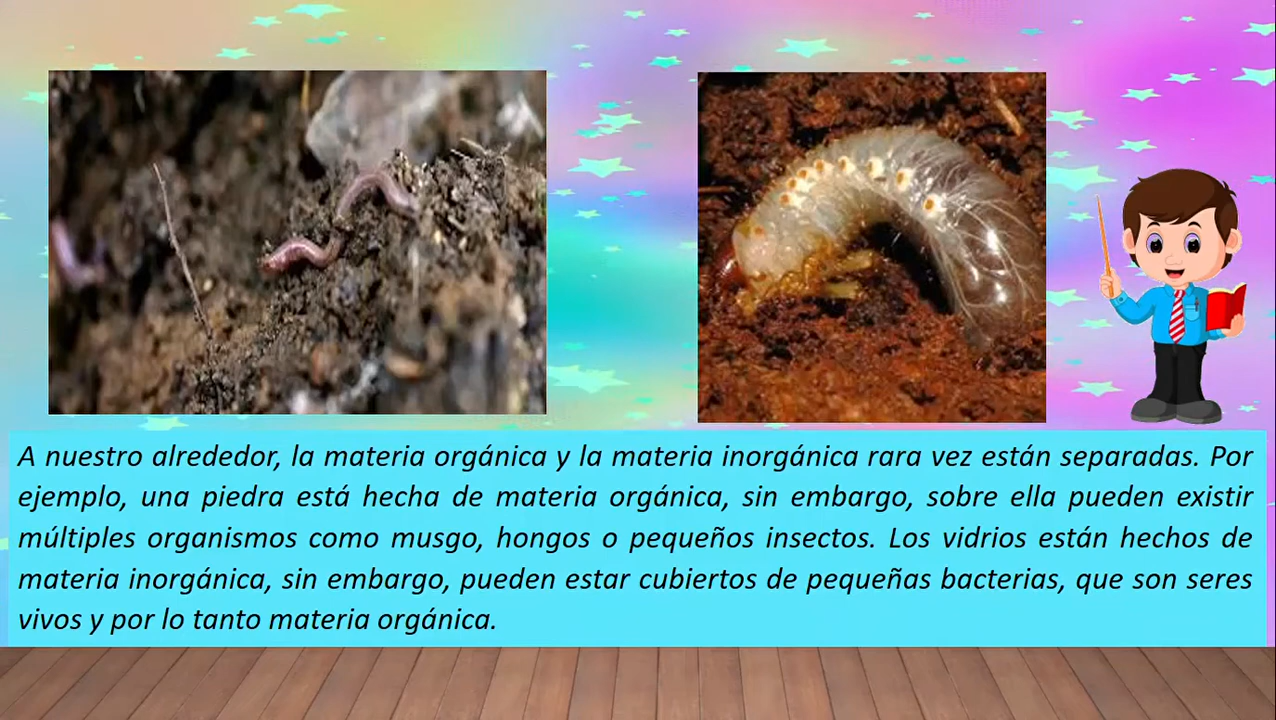 A nuestro alrededor, la materia orgánica y la materia inorgánica rara vez están separadas. Por
ejemplo, una piedra está hecha de materia orgánica, sin embargo, sobre ella pueden existir
múltiples organismos como musgo, hongos o pequeños insectos. Los vidrios están hechos de
materia inorgánica, sin embargo, pueden estar cubiertos de pequeñas bacterias, que son seres
vivos y por lo tanto materia orgánica.